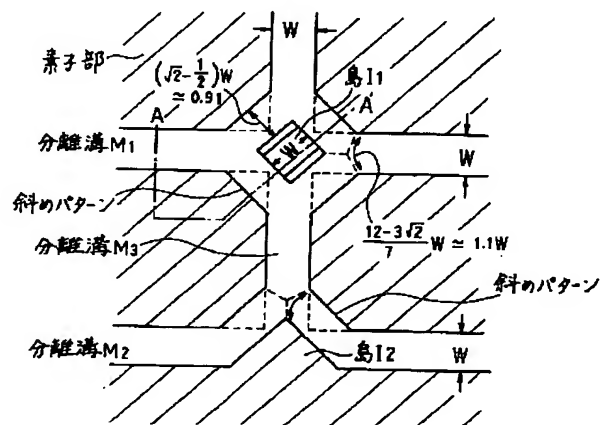 W
素子部
(√2-1/2)W
≃0.91
島I1
A
A'
分離溝M1
W
W
斜めパターン
12-3√2/7 W ≃ 1.1W
分離溝M3
斜めパターン
分離溝M2
島I2
W